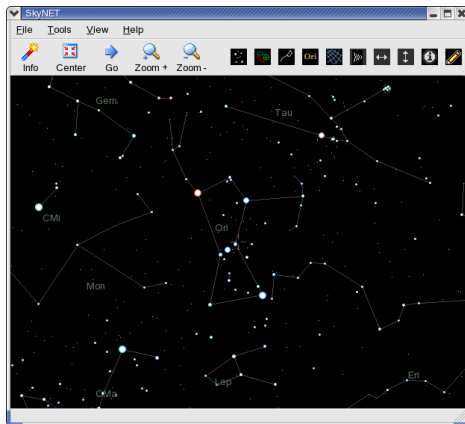 SkyNET
File Tools View Help
Info Center Go Zoom + Zoom - Ori
Gem
Tau
CMi
Ori
Mon
Lep
Eri
CMa